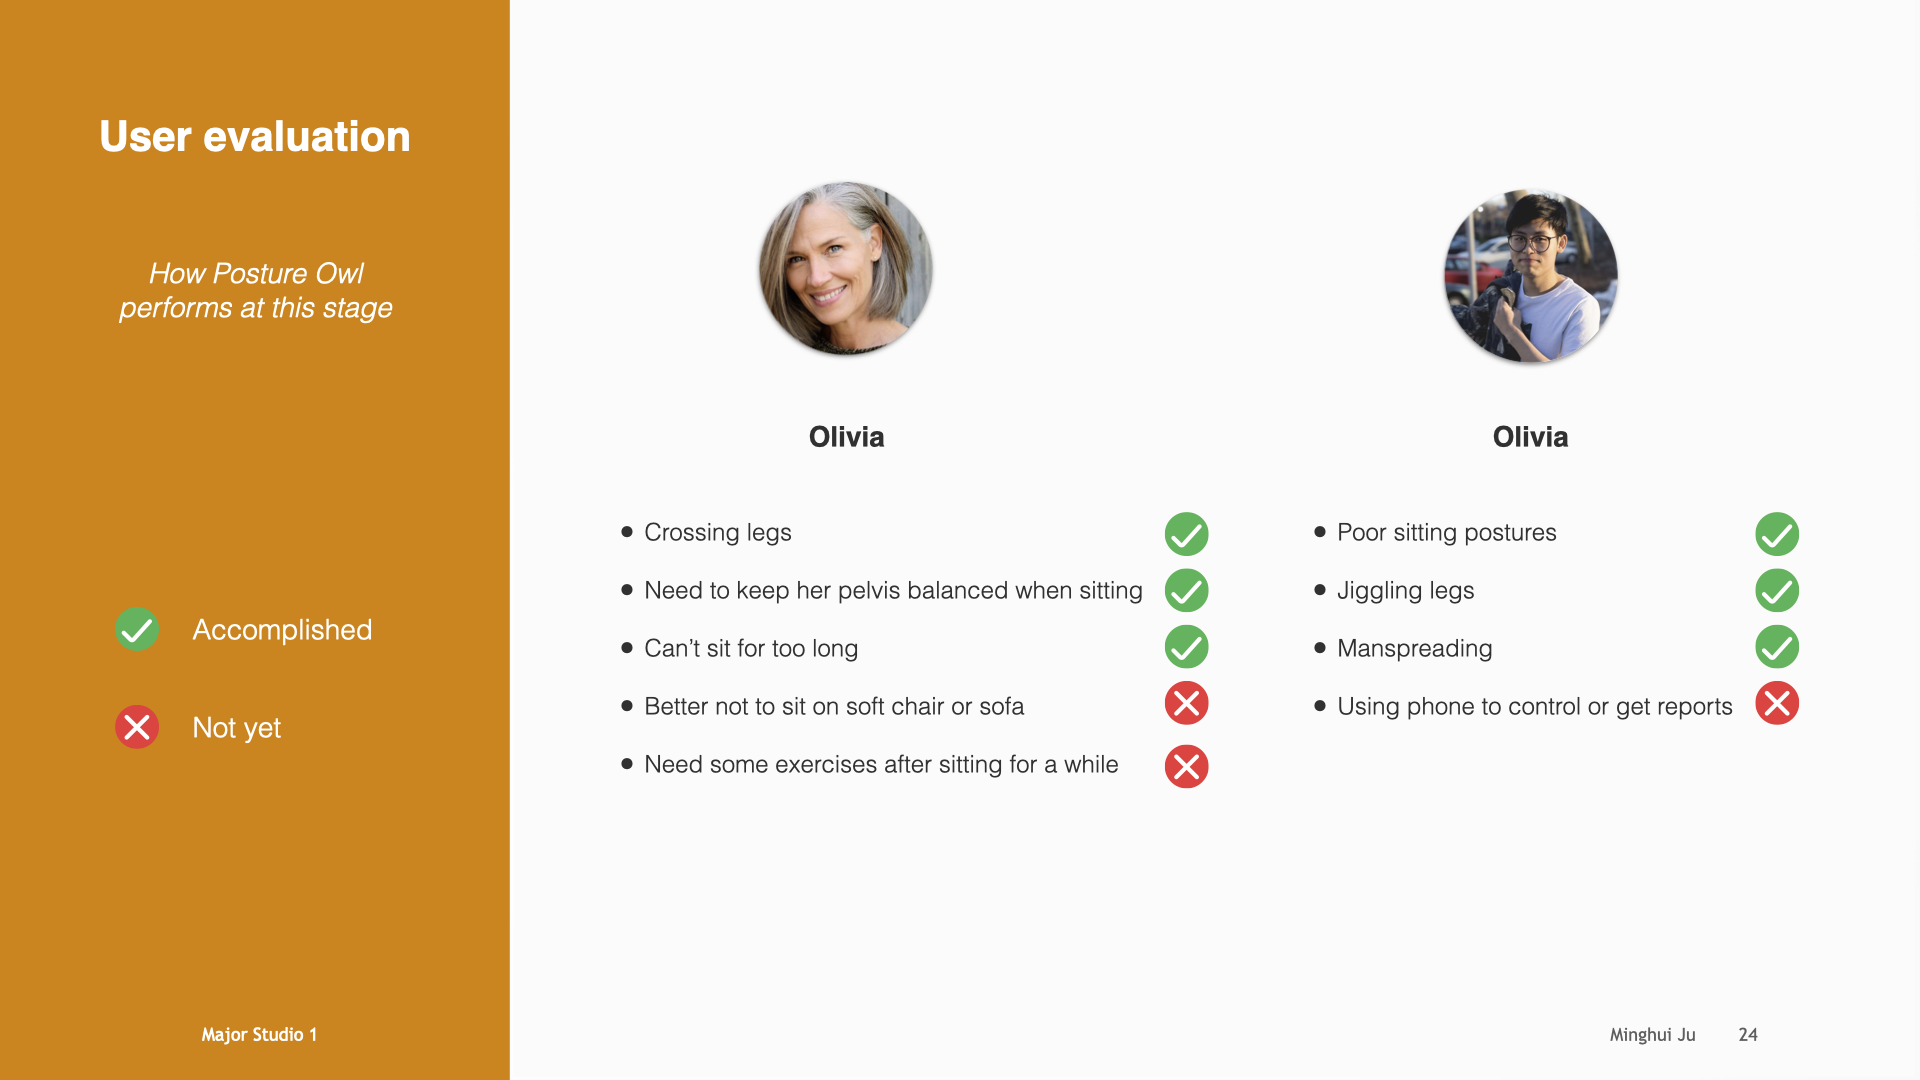 User evaluation
How Posture Owl
performs at this stage
Accomplished
Not yet
Major Studio 1
Olivia
• Crossing legs
• Need to keep her pelvis balanced when sitting
• Can’t sit for too long
• Better not to sit on soft chair or sofa
• Need some exercises after sitting for a while
Olivia
• Poor sitting postures
• Jiggling legs
• Manspreading
• Using phone to control or get reports
Minghui Ju 24